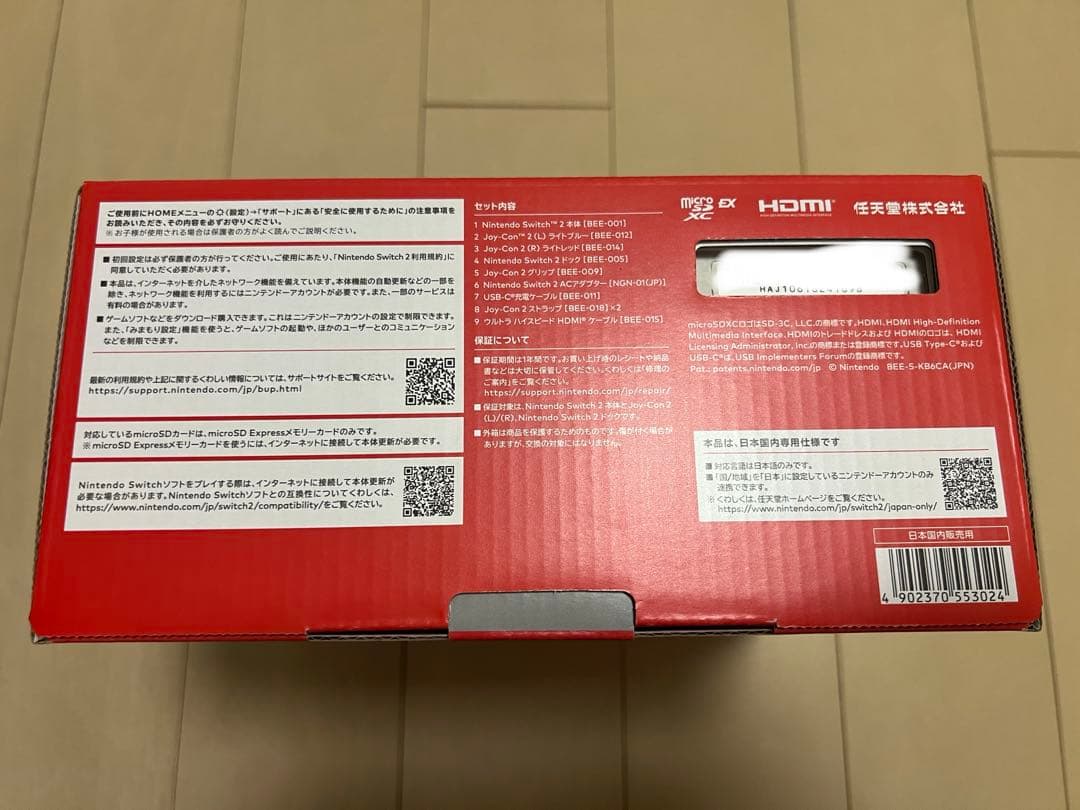 ご使用前にHOMEメニューの(設定)→「サポート」にある「安全に使用するために」の注意事項を
お読みいただき、その内容を必ずお守りください。
※お子様が使用される場合は保護者の方がよく読んでご説明ください。
■初回設定は必ず保護者の方が行ってください。ご使用にあたり、「Nintendo Switch 2利用規約」に
同意していただく必要があります。
■本品は、インターネットを介したネットワーク機能を備えています。本体機能の自動更新などの一部を
除き、ネットワーク機能を利用するにはニンテンドーアカウントが必要です。また、一部のサービスは
有料の場合があります。
■ゲームソフトなどをダウンロード購入できます。これはニンテンドーアカウントの設定で制限できます。
また、「みまもり設定」機能を使うと、ゲームソフトの起動や、ほかのユーザーとのコミュニケーション
などを制限できます。
最新の利用規約や上記に関するくわしい情報については、サポートサイトをご覧ください。
https://support.nintendo.com/jp/bup.html
対応しているmicroSDカードは、microSD Expressメモリーカードのみです。
※microSD Expressメモリーカードを使うには、インターネットに接続して本体更新が必要です。
Nintendo Switchソフトをプレイする際は、インターネットに接続して本体更新が
必要な場合があります。Nintendo Switchソフトとの互換性についてくわしくは、
https://www.nintendo.com/jp/switch2/compatibility/をご覧ください。
セット内容
1 Nintendo Switch™ 2 本体 [BEE-001]
2 Joy-Con™ 2 (L) ライトブルー [BEE-012]
3 Joy-Con 2 (R) ライトレッド [BEE-014]
4 Nintendo Switch 2 ドック [BEE-005]
5 Joy-Con 2 グリップ [BEE-009]
6 Nintendo Switch 2 ACアダプター [NGN-01(JP)]
7 USB-C®充電ケーブル [BEE-011]
8 Joy-Con 2 ストラップ [BEE-018]×2
9 ウルトラ ハイスピード HDMI® ケーブル [BEE-015]
保証について
■保証期間は1年間です。お買い上げ時のレシートや納品
書などは大切に保管してください。くわしくは「修理の
ご案内」をご覧ください。
https://support.nintendo.com/jp/repair/
■保証対象は、Nintendo Switch 2 本体とJoy-Con 2
(L)/(R)、Nintendo Switch 2 ドックです。
■外箱は商品を保護するためのものです。傷が付く場合が
ありますが、交換の対象にはなりません。
micro SD XC EX
HDMI™
HIGH-DEFINITION MULTIMEDIA INTERFACE
任天堂株式会社
microSDXCロゴはSD-3C, LLC.の商標です。HDMI、HDMI High-Definition
Multimedia Interface、HDMIのトレードドレスおよび HDMIのロゴは、HDMI
Licensing Administrator, Inc.の商標または登録商標です。USB Type-C®および
USB-C®は、USB Implementers Forumの登録商標です。
Pat.: patents.nintendo.com/jp © Nintendo BEE-S-KB6CA(JPN)
本品は、日本国内専用仕様です
■対応言語は日本語のみです。
■「国/地域」を「日本」に設定しているニンテンドーアカウントのみ
連携できます。
※くわしくは、任天堂ホームページをご覧ください。
https://www.nintendo.com/jp/switch2/japan-only/
日本国内販売用
4 902370 553024